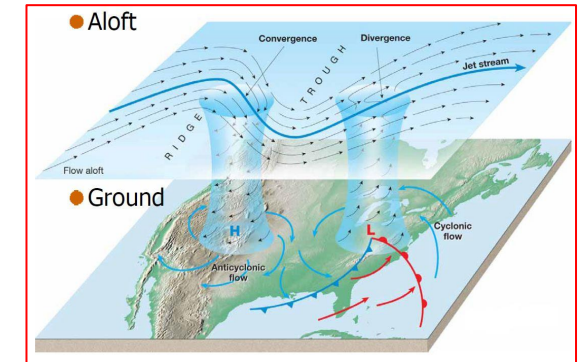 Aloft
Convergence
Divergence
TROUGH
Jet stream
RIDGE
Flow aloft
Ground
H
L
Cyclonic
flow
Anticyclonic
flow